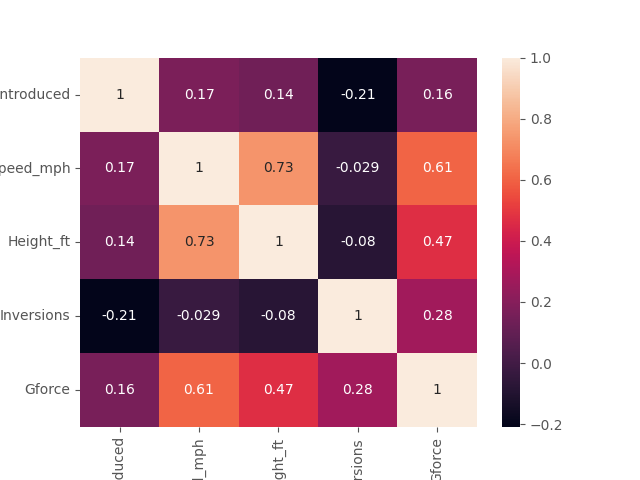 ntroduced 1 0.17 0.14 -0.21 0.16
peed_mph 0.17 1 0.73 -0.029 0.61
Height_ft 0.14 0.73 1 -0.08 0.47
Inversions -0.21 -0.029 -0.08 1 0.28
Gforce 0.16 0.61 0.47 0.28 1
duced
l_mph
ght_ft
rsions
Gforce
1.0
0.8
0.6
0.4
0.2
0.0
−0.2